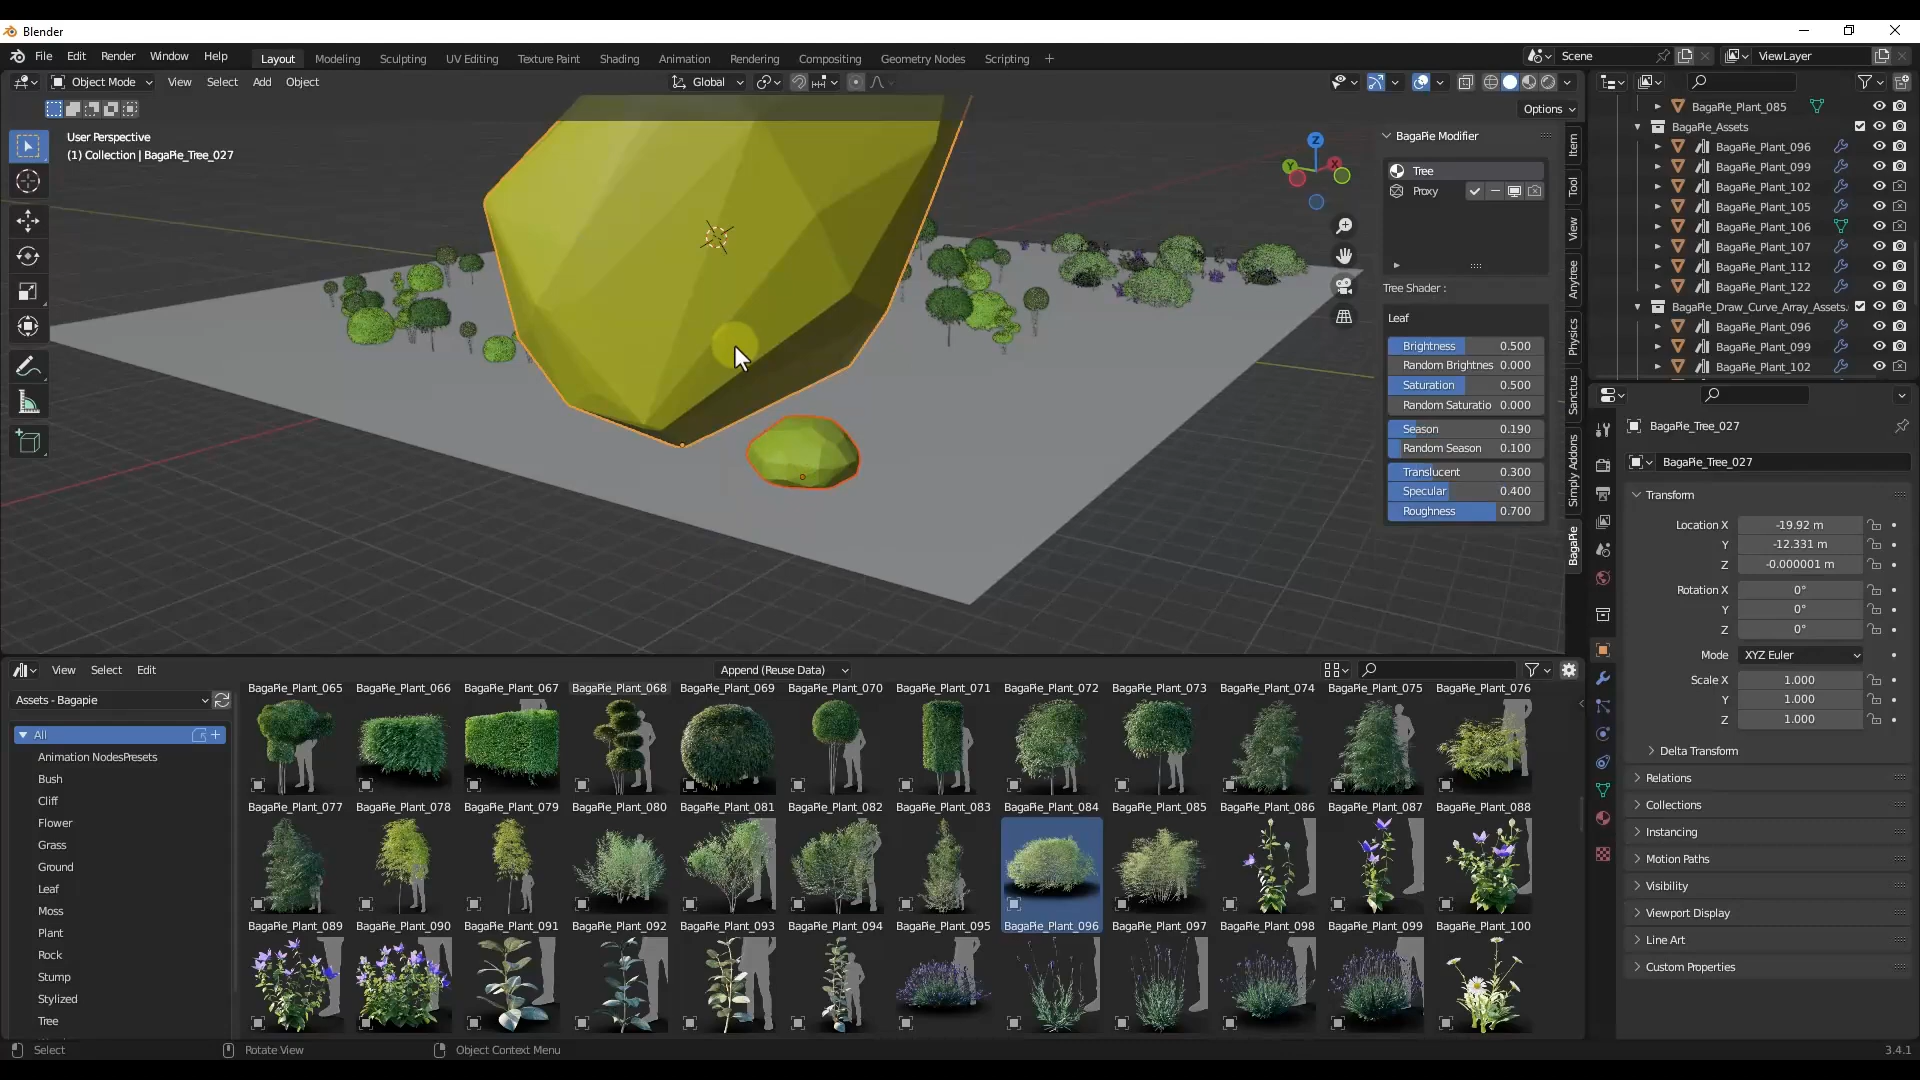 Blender
File Edit Render Window Help Layout Modeling Sculpting UV Editing Texture Paint Shading Animation Rendering Compositing Geometry Nodes Scripting + Scene ViewLayer
Object Mode View Select Add Object Global
Options
User Perspective
(1) Collection | BagaPie_Tree_027
BagaPie Modifier
Tree
Proxy
Tree Shader :
Leaf
Brightness 0.500
Random Brightnes 0.000
Saturation 0.500
Random Saturatio 0.000
Season 0.190
Random Season 0.100
Translucent 0.300
Specular 0.400
Roughness 0.700
Item
Tool
View
Anytree
Physics
Sanctus
Simply Addons
BagaPie
X
Y
Z
BagaPie_Plant_085
BagaPie_Assets
BagaPie_Plant_096
BagaPie_Plant_099
BagaPie_Plant_102
BagaPie_Plant_105
BagaPie_Plant_106
BagaPie_Plant_107
BagaPie_Plant_112
BagaPie_Plant_122
BagaPie_Draw_Curve_Array_Assets.
BagaPie_Plant_096
BagaPie_Plant_099
BagaPie_Plant_102
BagaPie_Tree_027
BagaPie_Tree_027
Transform
Location X -19.92 m
Y -12.331 m
Z -0.000001 m
Rotation X 0°
Y 0°
Z 0°
Mode XYZ Euler
Scale X 1.000
Y 1.000
Z 1.000
Delta Transform
Relations
Collections
Instancing
Motion Paths
Visibility
Viewport Display
Line Art
Custom Properties
View Select Edit Append (Reuse Data)
Assets - Bagapie
All
Animation NodesPresets
Bush
Cliff
Flower
Grass
Ground
Leaf
Moss
Plant
Rock
Stump
Stylized
Tree
BagaPie_Plant_065 BagaPie_Plant_066 BagaPie_Plant_067 BagaPie_Plant_068 BagaPie_Plant_069 BagaPie_Plant_070 BagaPie_Plant_071 BagaPie_Plant_072 BagaPie_Plant_073 BagaPie_Plant_074 BagaPie_Plant_075 BagaPie_Plant_076
BagaPie_Plant_077 BagaPie_Plant_078 BagaPie_Plant_079 BagaPie_Plant_080 BagaPie_Plant_081 BagaPie_Plant_082 BagaPie_Plant_083 BagaPie_Plant_084 BagaPie_Plant_085 BagaPie_Plant_086 BagaPie_Plant_087 BagaPie_Plant_088
BagaPie_Plant_089 BagaPie_Plant_090 BagaPie_Plant_091 BagaPie_Plant_092 BagaPie_Plant_093 BagaPie_Plant_094 BagaPie_Plant_095 BagaPie_Plant_096 BagaPie_Plant_097 BagaPie_Plant_098 BagaPie_Plant_099 BagaPie_Plant_100
Select Rotate View Object Context Menu 3.4.1